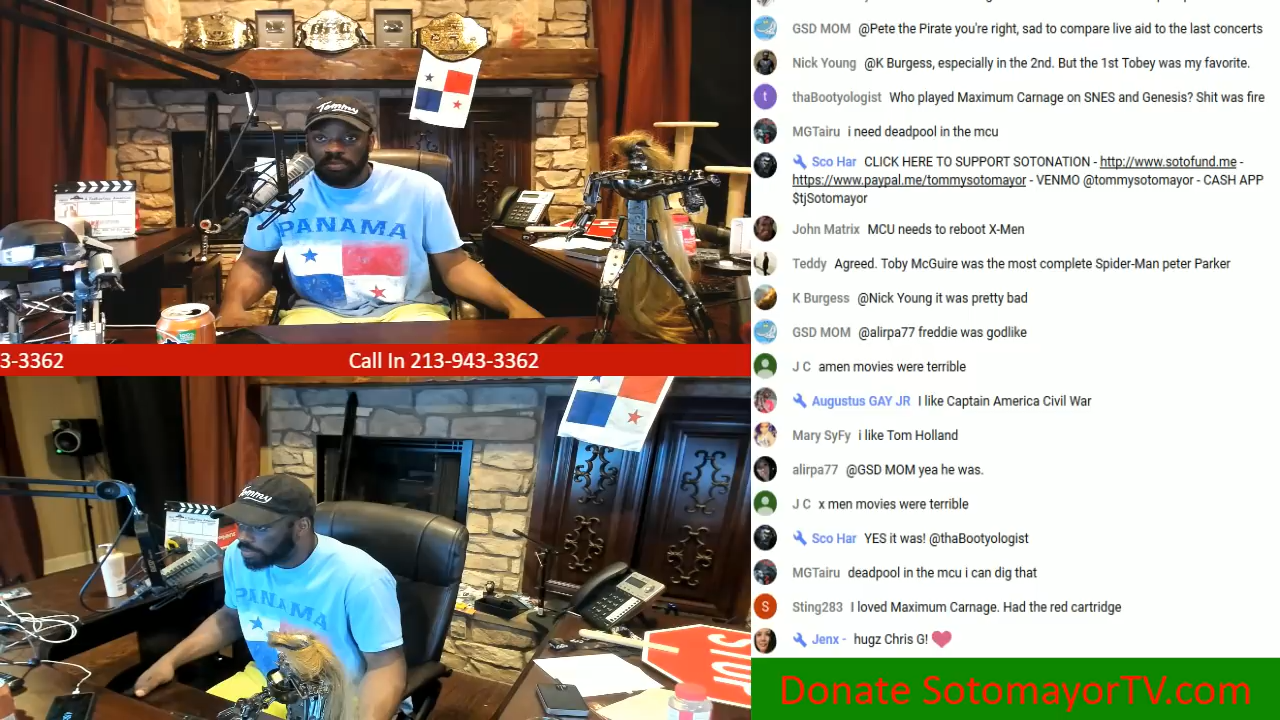 Tommy
PANAMA
3-3362
Call In 213-943-3362
Tommy
PANAMA
GSD MOM @Pete the Pirate you're right, sad to compare live aid to the last concerts
Nick Young @K Burgess, especially in the 2nd. But the 1st Tobey was my favorite.
t
thaBootyologist Who played Maximum Carnage on SNES and Genesis? Shit was fire
MGTairu i need deadpool in the mcu
Sco Har CLICK HERE TO SUPPORT SOTONATION - http://www.sotofund.me -
https://www.paypal.me/tommysotomayor - VENMO @tommysotomayor - CASH APP
$tjSotomayor
John Matrix MCU needs to reboot X-Men
Teddy Agreed. Toby McGuire was the most complete Spider-Man peter Parker
K Burgess @Nick Young it was pretty bad
GSD MOM @alirpa77 freddie was godlike
J C amen movies were terrible
Augustus GAY JR I like Captain America Civil War
Mary SyFy i like Tom Holland
alirpa77 @GSD MOM yea he was.
J C x men movies were terrible
Sco Har YES it was! @thaBootyologist
MGTairu deadpool in the mcu i can dig that
S
Sting283 I loved Maximum Carnage. Had the red cartridge
Jenx - hugz Chris G!
Donate SotomayorTV.com